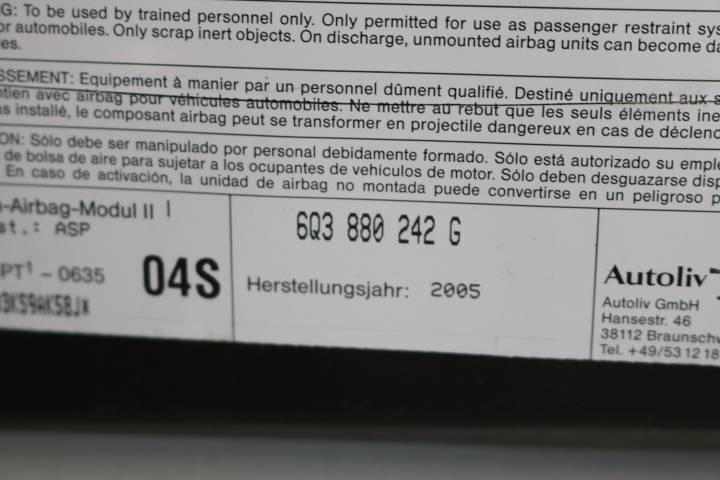 G: To be used by trained personnel only. Only permitted for use as passenger restraint sys
or automobiles. Only scrap inert objects. On discharge, unmounted airbag units can become da
es.
SSEMENT: Equipement à manier par un personnel dûment qualifié. Destiné uniquement aux s
ntien avec airbag pour véhicules automobiles. Ne mettre au rebut que les seuls éléments ine
s installé, le composant airbag peut se transformer en projectile dangereux en cas de déclenc
ON: Sólo debe ser manipulado por personal debidamente formado. Sólo está autorizado su emple
de bolsa de aire para sujetar a los ocupantes de vehículos de motor. Sólo deben desguazarse disp
En caso de activación, la unidad de airbag no montada puede convertirse en un peligroso p
-Airbag-Modul II
st.: ASP
PT1 - 0635
04S
6Q3 880 242 G
Herstellungsjahr: 2005
Autoliv
Autoliv GmbH
Hansestr. 46
38112 Braunschw
Tel. +49/53 12 18